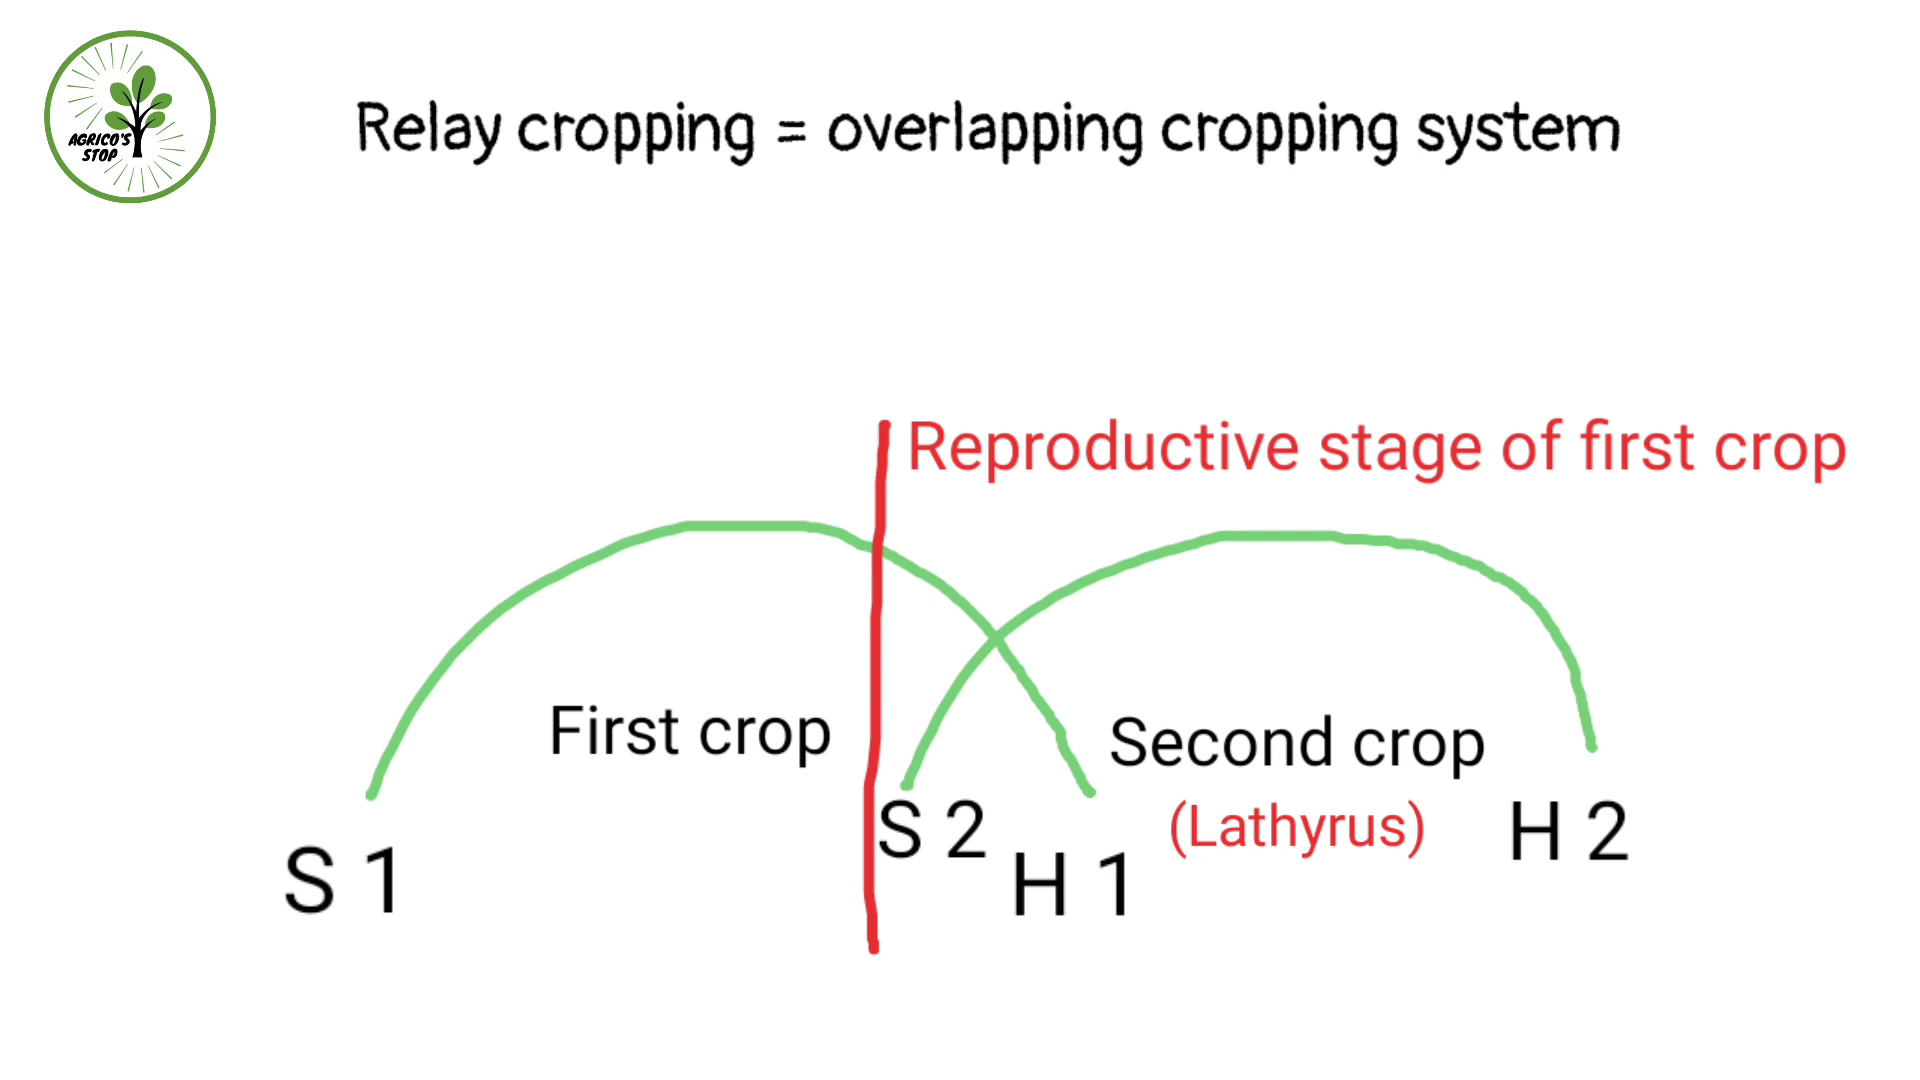 AGRICO'S
STOP
Relay cropping = overlapping cropping system
Reproductive stage of first crop
First crop
Second crop
(Lathyrus)
S 1
S 2
H 1
H 2